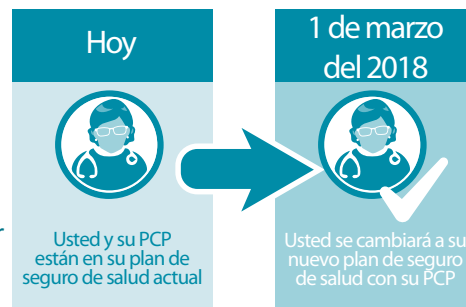 Hoy
Usted y su PCP
están en su plan de
seguro de salud actual
1 de marzo
del 2018
Usted se cambiará a su
nuevo plan de seguro
de salud con su PCP